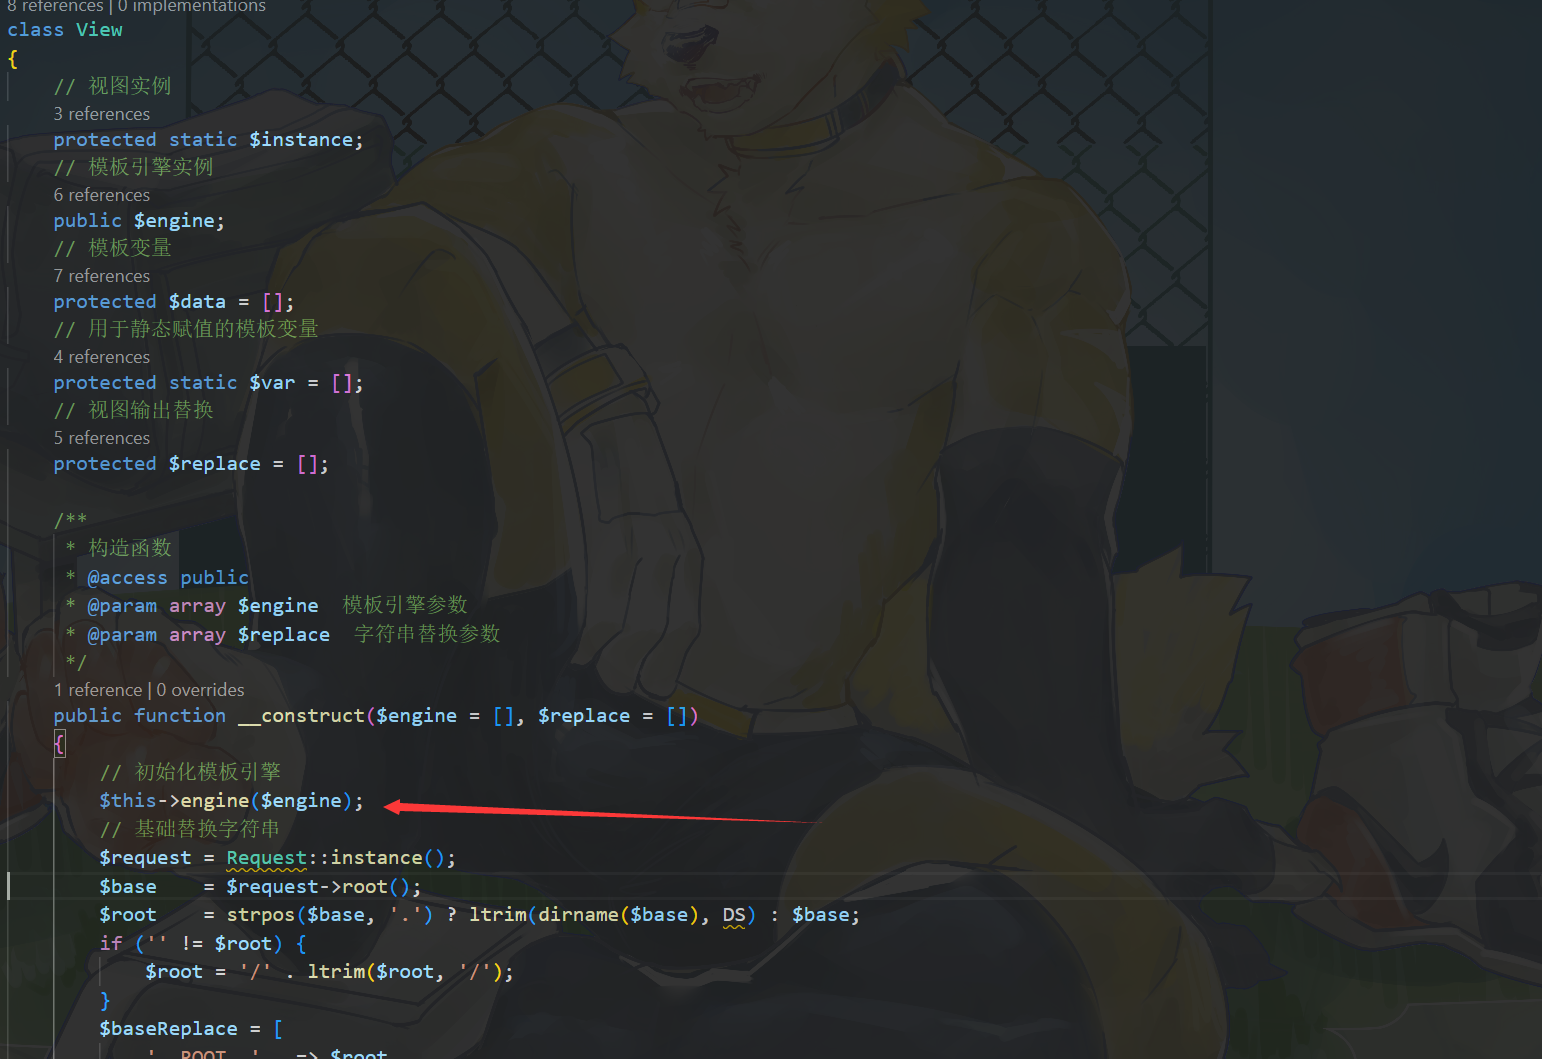 8 references | 0 implementations
class View
{
// 视图实例
3 references
protected static $instance;
// 模板引擎实例
6 references
public $engine;
// 模板变量
7 references
protected $data = [];
// 用于静态赋值的模板变量
4 references
protected static $var = [];
// 视图输出替换
5 references
protected $replace = [];
/**
* 构造函数
* @access public
* @param array $engine  模板引擎参数
* @param array $replace  字符串替换参数
*/
1 reference | 0 overrides
public function __construct($engine = [], $replace = [])
{
// 初始化模板引擎
$this->engine($engine);
// 基础替换字符串
$request = Request::instance();
$base    = $request->root();
$root    = strpos($base, '.') ? ltrim(dirname($base), DS) : $base;
if ('' != $root) {
$root = '/' . ltrim($root, '/');
}
$baseReplace = [
'__ROOT__'   => $root